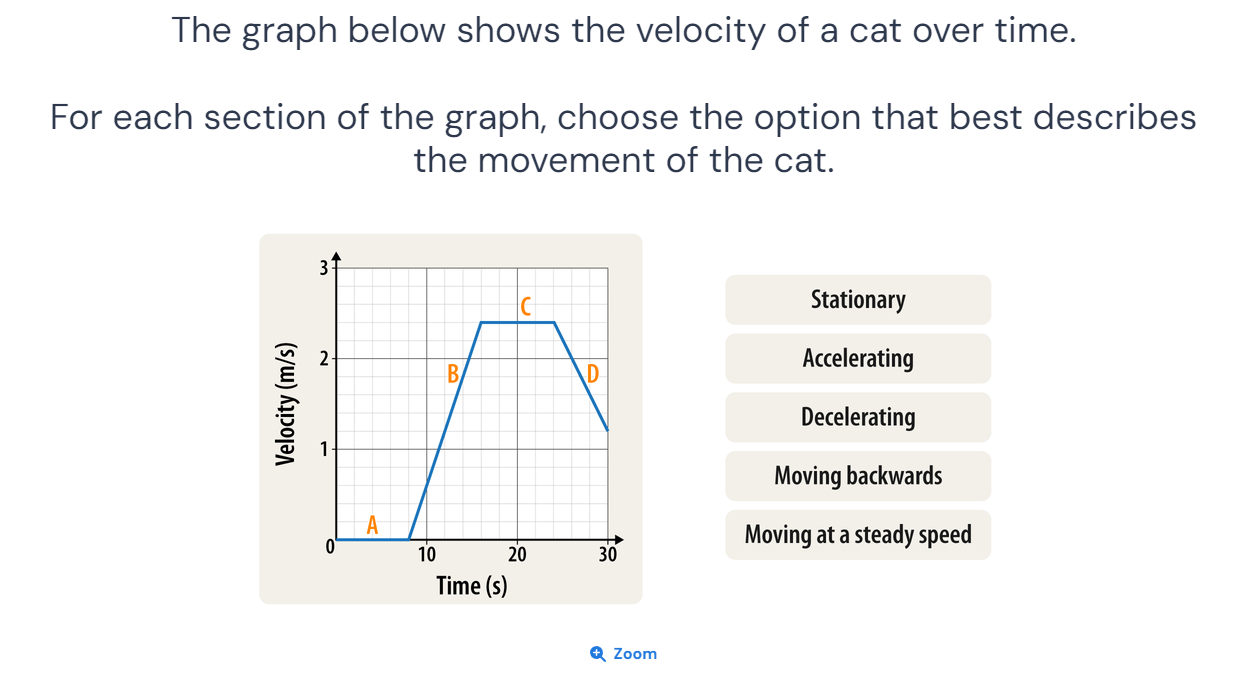 The graph below shows the velocity of a cat over time.
For each section of the graph, choose the option that best describes
the movement of the cat.
3
2
1
0
10
20
30
Velocity (m/s)
Time (s)
A
B
C
D
Stationary
Accelerating
Decelerating
Moving backwards
Moving at a steady speed
Zoom